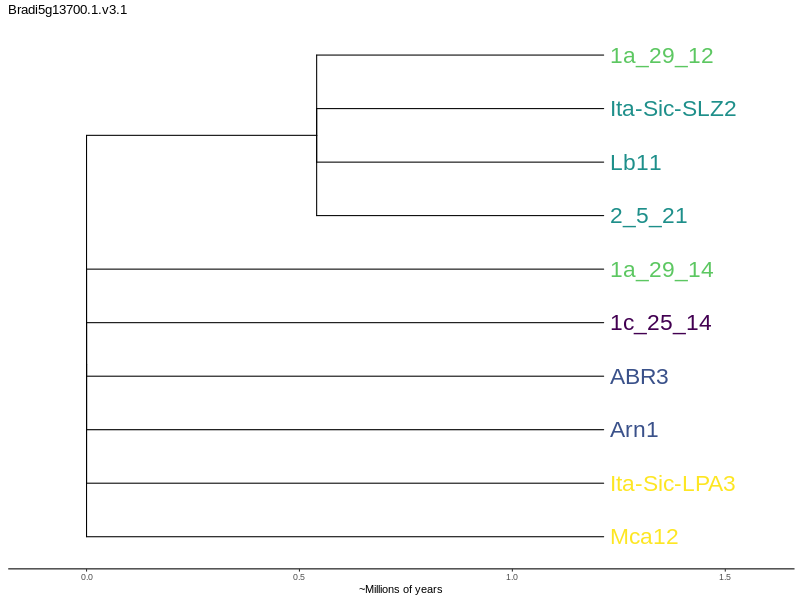 Bradi5g13700.1.v3.1
1a_29_12
Ita-Sic-SLZ2
Lb11
2_5_21
1a_29_14
1c_25_14
ABR3
Arn1
Ita-Sic-LPA3
Mca12
0.0 0.5 1.0 1.5
~Millions of years